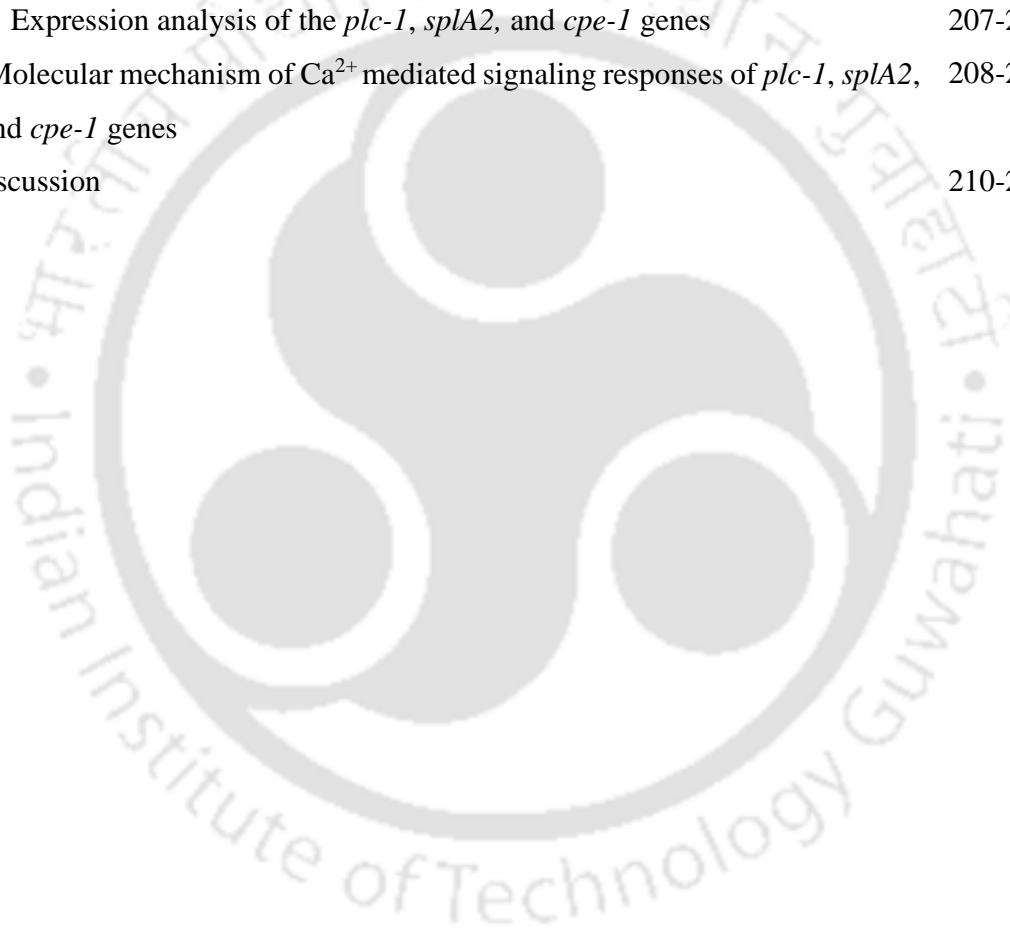 Expression analysis of the plc-1, splA2, and cpe-1 genes 207-2
Molecular mechanism of Ca²⁺ mediated signaling responses of plc-1, splA2, 208-2
nd cpe-1 genes
scussion 210-2
Indian Institute of Technology Guwahati